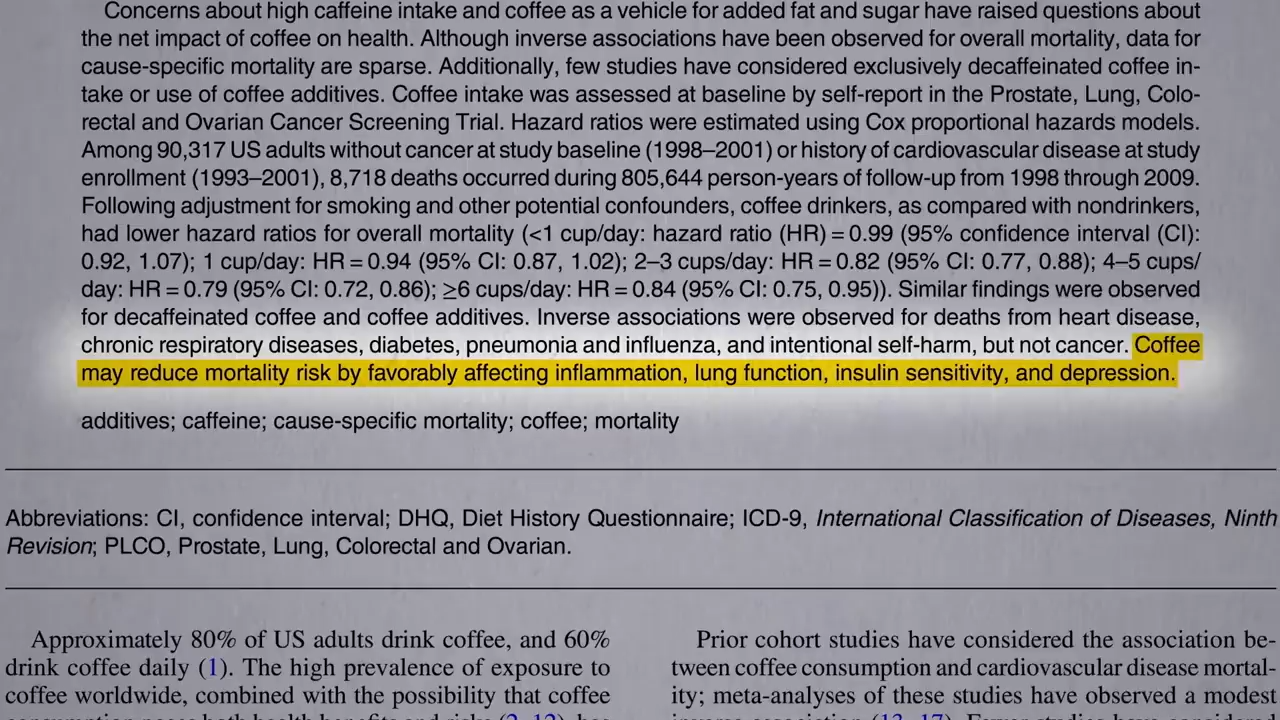 Concerns about high caffeine intake and coffee as a vehicle for added fat and sugar have raised questions about
the net impact of coffee on health. Although inverse associations have been observed for overall mortality, data for
cause-specific mortality are sparse. Additionally, few studies have considered exclusively decaffeinated coffee in-
take or use of coffee additives. Coffee intake was assessed at baseline by self-report in the Prostate, Lung, Colo-
rectal and Ovarian Cancer Screening Trial. Hazard ratios were estimated using Cox proportional hazards models.
Among 90,317 US adults without cancer at study baseline (1998–2001) or history of cardiovascular disease at study
enrollment (1993–2001), 8,718 deaths occurred during 805,644 person-years of follow-up from 1998 through 2009.
Following adjustment for smoking and other potential confounders, coffee drinkers, as compared with nondrinkers,
had lower hazard ratios for overall mortality (<1 cup/day: hazard ratio (HR) = 0.99 (95% confidence interval (CI):
0.92, 1.07); 1 cup/day: HR = 0.94 (95% CI: 0.87, 1.02); 2–3 cups/day: HR = 0.82 (95% CI: 0.77, 0.88); 4–5 cups/
day: HR = 0.79 (95% CI: 0.72, 0.86); ≥6 cups/day: HR = 0.84 (95% CI: 0.75, 0.95)). Similar findings were observed
for decaffeinated coffee and coffee additives. Inverse associations were observed for deaths from heart disease,
chronic respiratory diseases, diabetes, pneumonia and influenza, and intentional self-harm, but not cancer. Coffee
may reduce mortality risk by favorably affecting inflammation, lung function, insulin sensitivity, and depression.
additives; caffeine; cause-specific mortality; coffee; mortality
Abbreviations: CI, confidence interval; DHQ, Diet History Questionnaire; ICD-9, International Classification of Diseases, Ninth
Revision; PLCO, Prostate, Lung, Colorectal and Ovarian.
Approximately 80% of US adults drink coffee, and 60%
drink coffee daily (1). The high prevalence of exposure to
coffee worldwide, combined with the possibility that coffee
Prior cohort studies have considered the association be-
tween coffee consumption and cardiovascular disease mortal-
ity; meta-analyses of these studies have observed a modest